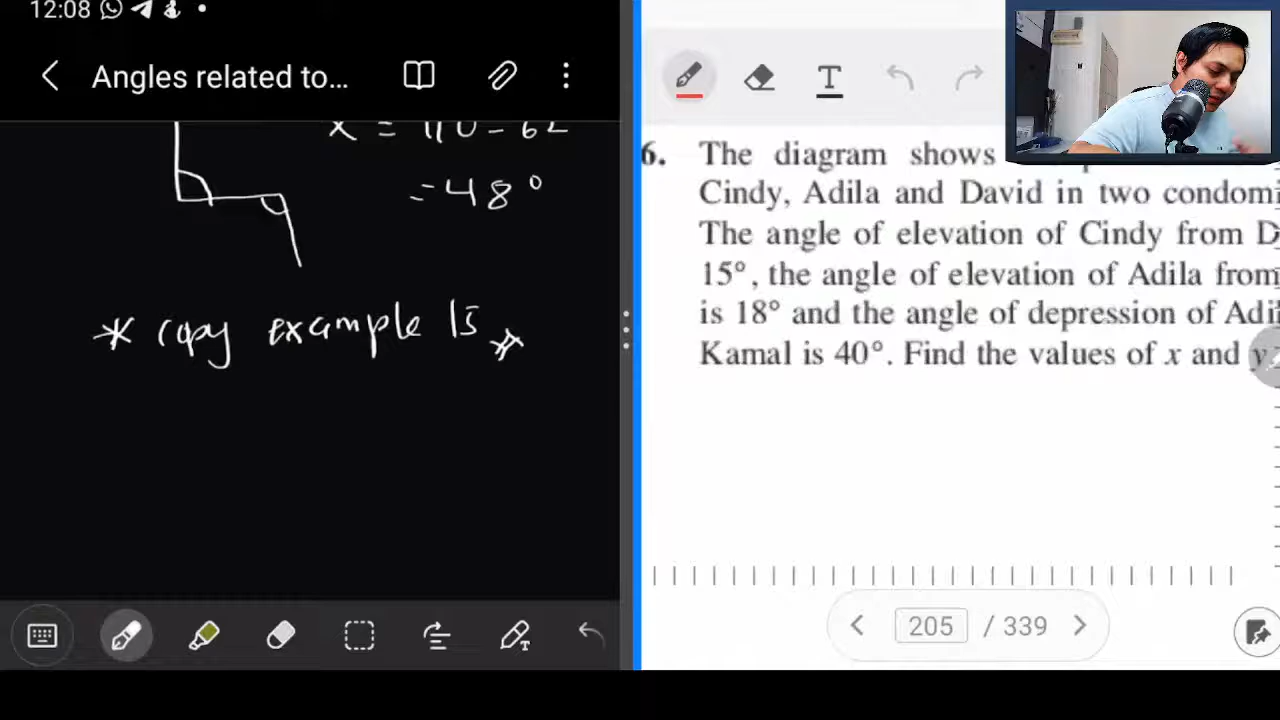 12:08
Angles related to...
x = 110 - 62
= 48°
* copy example 15 *
6. The diagram shows
Cindy, Adila and David in two condomi
The angle of elevation of Cindy from D
15°, the angle of elevation of Adila from
is 18° and the angle of depression of Adi
Kamal is 40°. Find the values of x and y
T
205 / 339